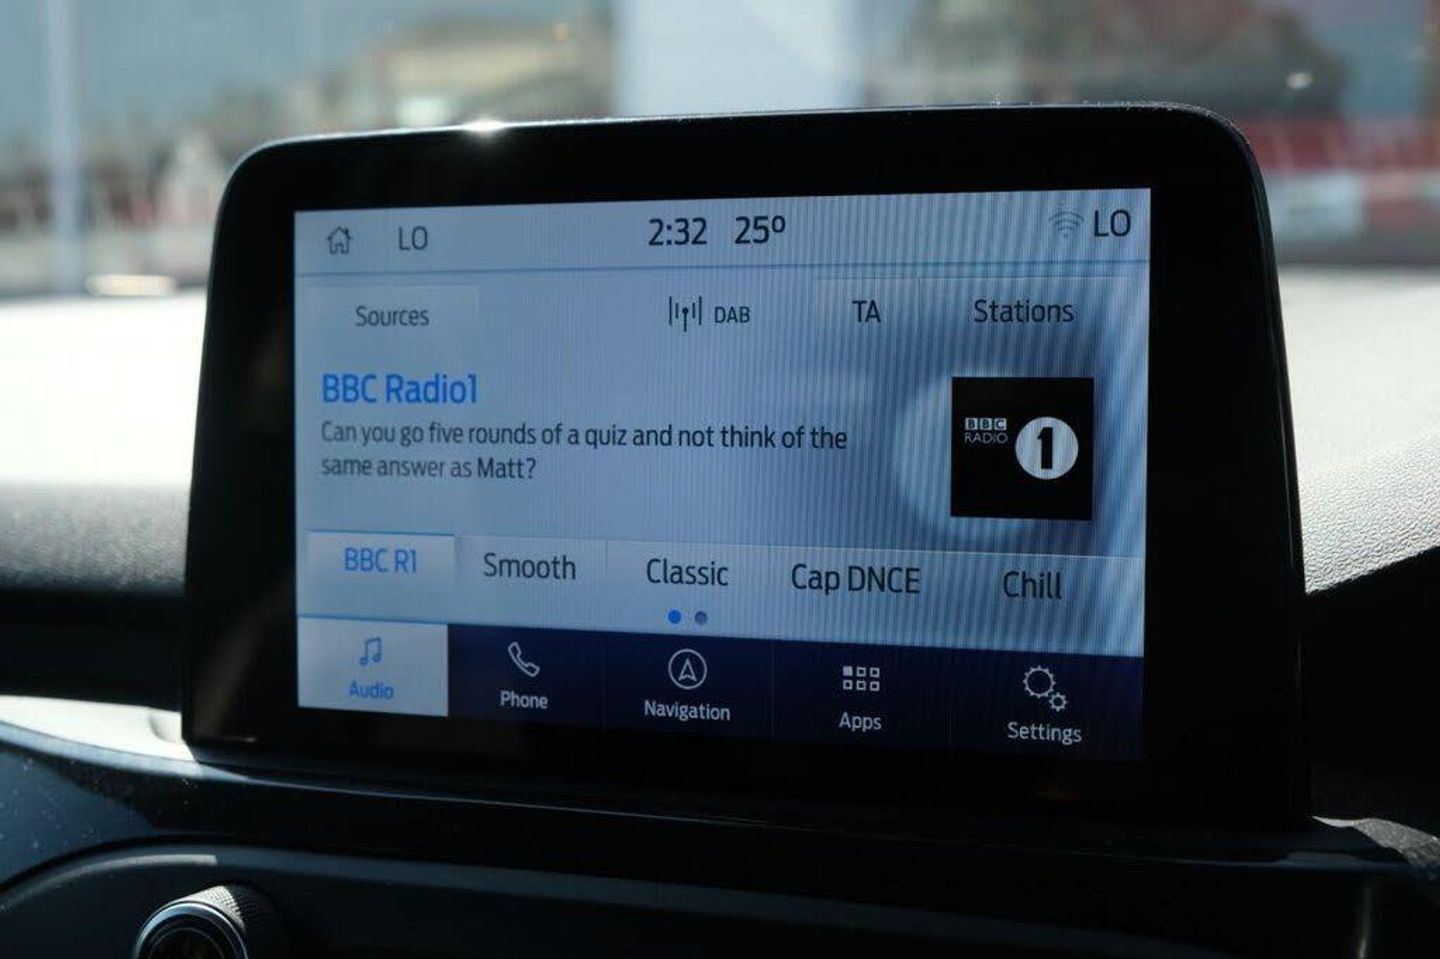 LO 2:32 25º LO
Sources DAB TA Stations
BBC Radio1
Can you go five rounds of a quiz and not think of the
same answer as Matt?
BBC
RADIO
1
BBC R1 Smooth Classic Cap DNCE Chill
Audio Phone Navigation Apps Settings